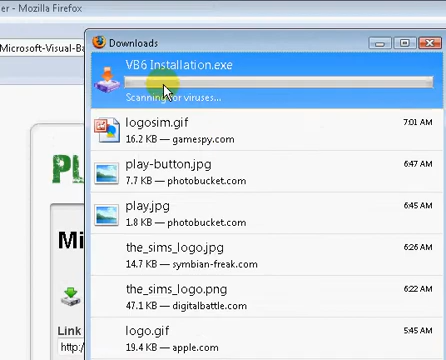 er - Mozilla Firefox
Microsoft-Visual-Ba
Downloads
VB6 Installation.exe
Scanning for viruses...
logosim.gif
7:01 AM
16.2 KB — gamespy.com
play-button.jpg
6:47 AM
7.7 KB — photobucket.com
play.jpg
6:45 AM
1.8 KB — photobucket.com
the_sims_logo.jpg
6:26 AM
14.7 KB — symbian-freak.com
the_sims_logo.png
6:22 AM
47.1 KB — digitalbattle.com
logo.gif
5:45 AM
19.4 KB — apple.com
PL
Mi
Link
http:/